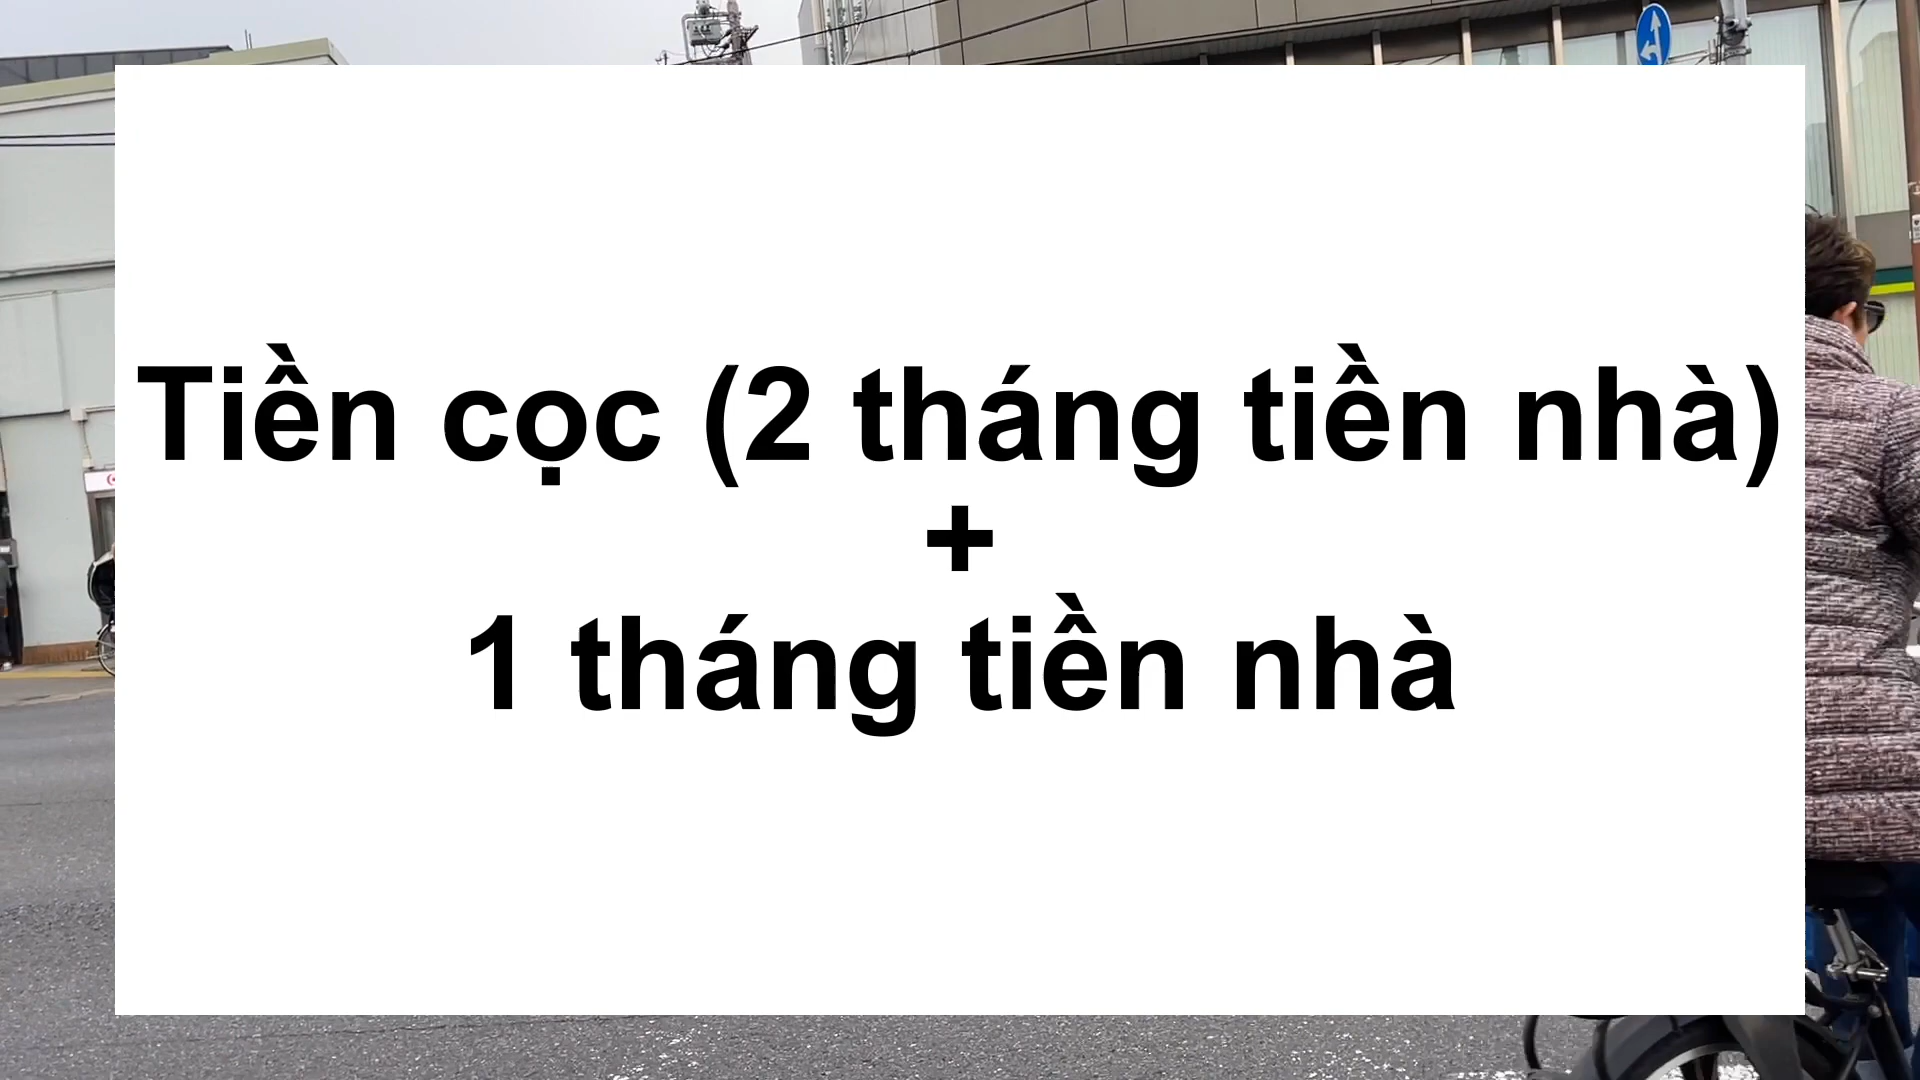 Tiền cọc (2 tháng tiền nhà)
+
1 tháng tiền nhà